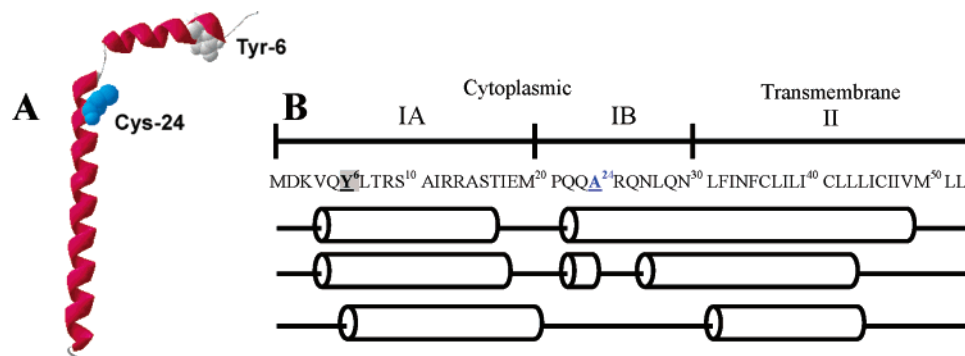 A
Tyr-6
Cys-24
B
Cytoplasmic
Transmembrane
IA
IB
II
MDKVQY⁶LTRS¹⁰ AIRRASTIEM²⁰ PQQA²⁴RQNLQN³⁰ LFINFCLILI⁴⁰ CLLLICIIVM⁵⁰ LL